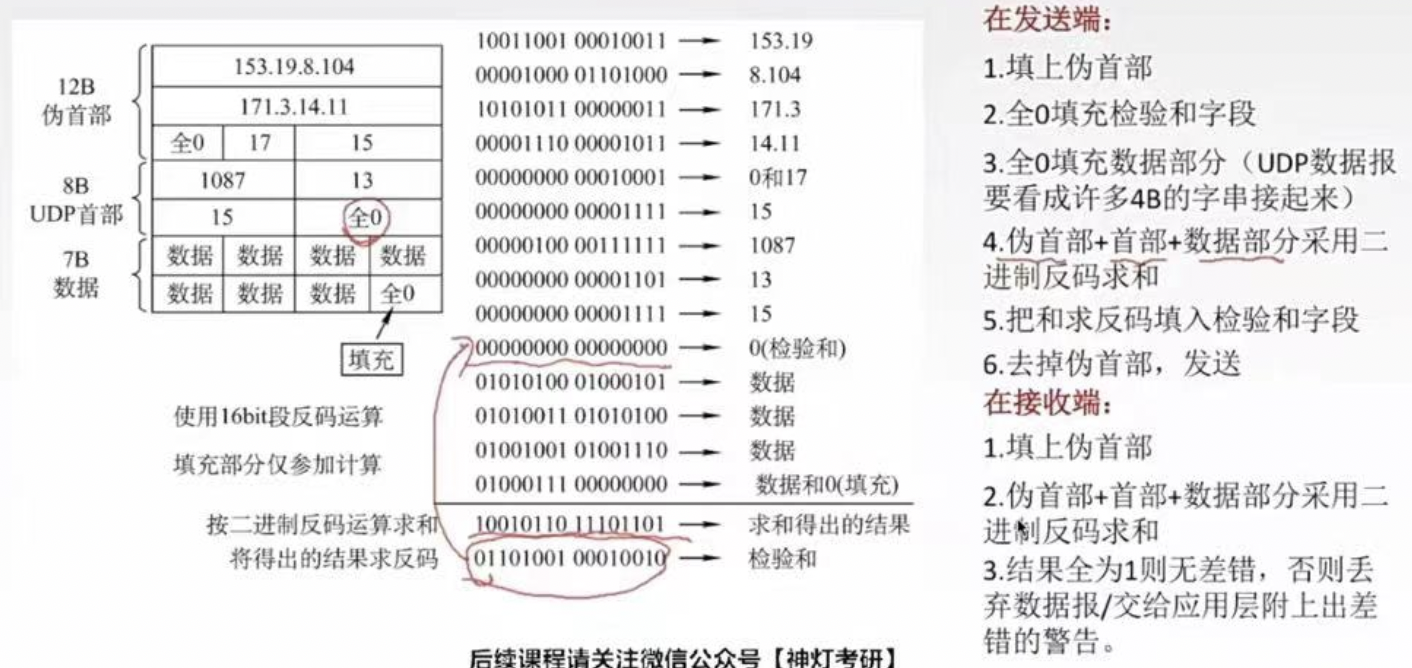 12B
伪首部
153.19.8.104
171.3.14.11
全0 17 15
8B
UDP首部
1087 13
15 全0
7B
数据
数据 数据 数据 数据
数据 数据 数据 全0
填充
使用16bit段反码运算
填充部分仅参加计算
10011001 00010011 → 153.19
00001000 01101000 → 8.104
10101011 00000011 → 171.3
00001110 00001011 → 14.11
00000000 00010001 → 0和17
00000000 00001111 → 15
00000100 00111111 → 1087
00000000 00001101 → 13
00000000 00001111 → 15
00000000 00000000 → 0(检验和)
01010100 01000101 → 数据
01010011 01010100 → 数据
01001001 01001110 → 数据
01000111 00000000 → 数据和0(填充)
按二进制反码运算求和 10010110 11101101 → 求和得出的结果
将得出的结果求反码 01101001 00010010 → 检验和
后续课程请关注微信公众号【神灯考研】
在发送端:
1.填上伪首部
2.全0填充检验和字段
3.全0填充数据部分（UDP数据报
要看成许多4B的字串接起来）
4.伪首部+首部+数据部分采用二
进制反码求和
5.把和求反码填入检验和字段
6.去掉伪首部，发送
在接收端:
1.填上伪首部
2.伪首部+首部+数据部分采用二
进制反码求和
3.结果全为1则无差错，否则丢
弃数据报/交给应用层附上出差
错的警告。